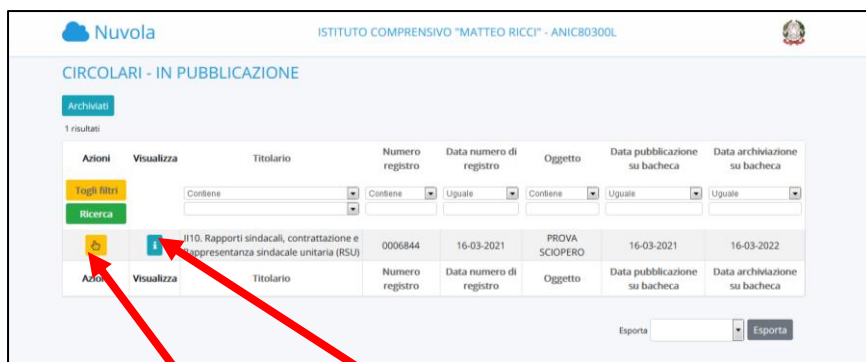 Nuvola
ISTITUTO COMPRENSIVO "MATTEO RICCI" - ANIC80300L
CIRCOLARI - IN PUBBLICAZIONE
Archiviati
1 risultati
Azioni Visualizza Titolario Numero registro Data numero di registro Oggetto Data pubblicazione su bacheca Data archiviazione su bacheca
Togli filtri Contiene Contiene Uguale Contiene Uguale Uguale
Ricerca
II10. Rapporti sindacali, contrattazione e Rappresentanza sindacale unitaria (RSU) 0006844 16-03-2021 PROVA SCIOPERO 16-03-2021 16-03-2022
Azioni Visualizza Titolario Numero registro Data numero di registro Oggetto Data pubblicazione su bacheca Data archiviazione su bacheca
Esporta Esporta